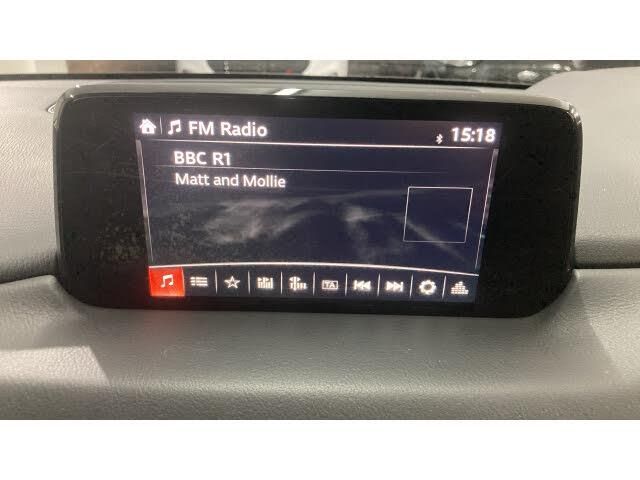 FM Radio
15:18
BBC R1
Matt and Mollie
TA